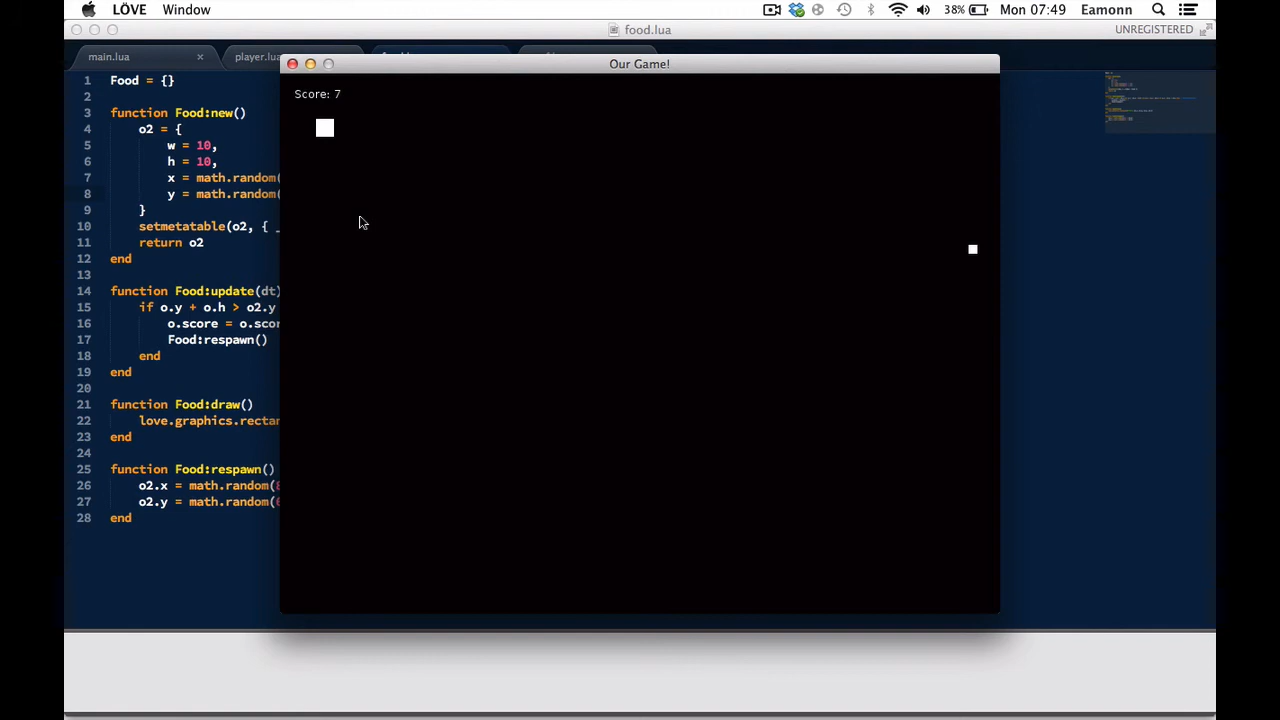 LÖVE Window 38% Mon 07:49 Eamonn
food.lua UNREGISTERED
main.lua × player.lua
Our Game!
Score: 7
1 Food = {}
2
3 function Food:new()
4 o2 = {
5 w = 10,
6 h = 10,
7 x = math.random(
8 y = math.random(
9 }
10 setmetatable(o2, { _
11 return o2
12 end
13
14 function Food:update(dt)
15 if o.y + o.h > o2.y
16 o.score = o.scor
17 Food:respawn()
18 end
19 end
20
21 function Food:draw()
22 love.graphics.rectan
23 end
24
25 function Food:respawn()
26 o2.x = math.random(
27 o2.y = math.random(
28 end